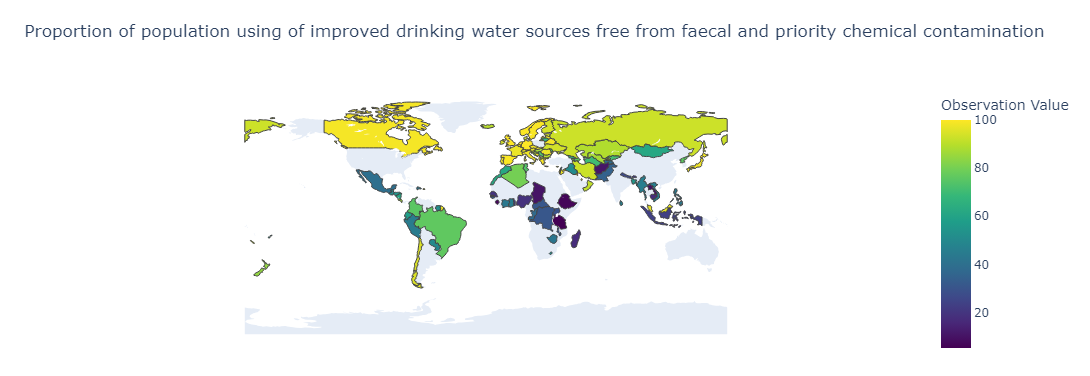 Proportion of population using of improved drinking water sources free from faecal and priority chemical contamination
Observation Value
100
80
60
40
20